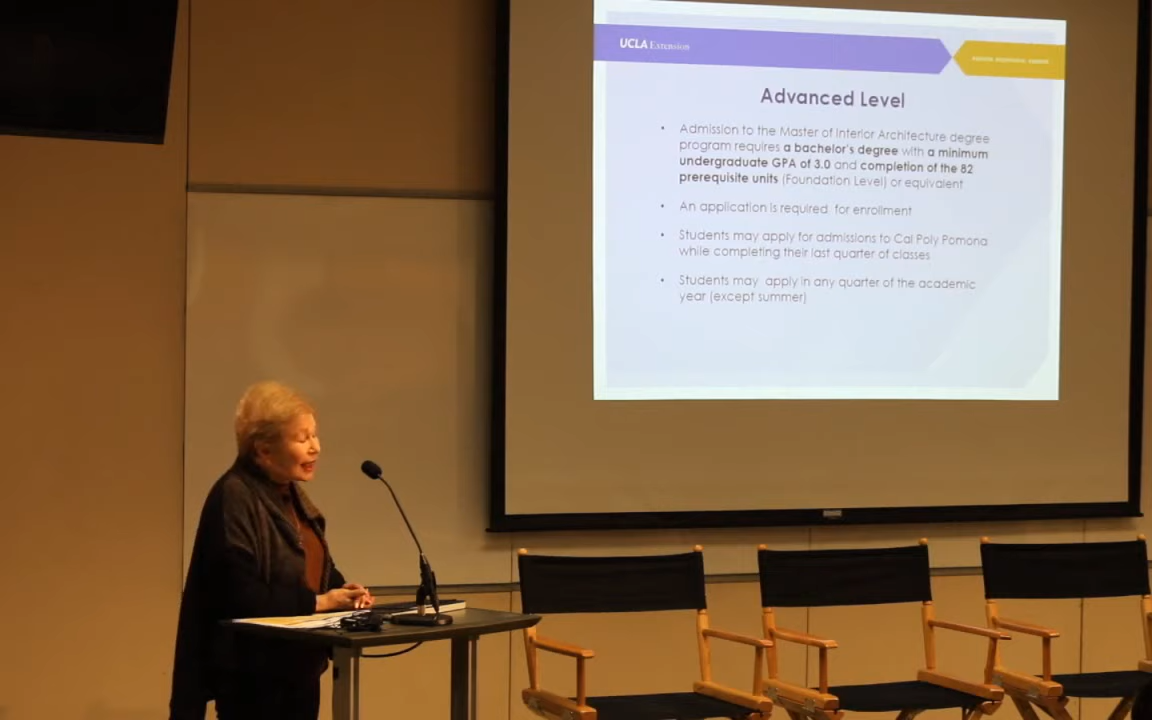 UCLA Extension
Advanced Level
• Admission to the Master of Interior Architecture degree
program requires a bachelor's degree with a minimum
undergraduate GPA of 3.0 and completion of the 82
prerequisite units (Foundation Level) or equivalent
• An application is required for enrollment
• Students may apply for admissions to Cal Poly Pomona
while completing their last quarter of classes
• Students may apply in any quarter of the academic
year (except summer)